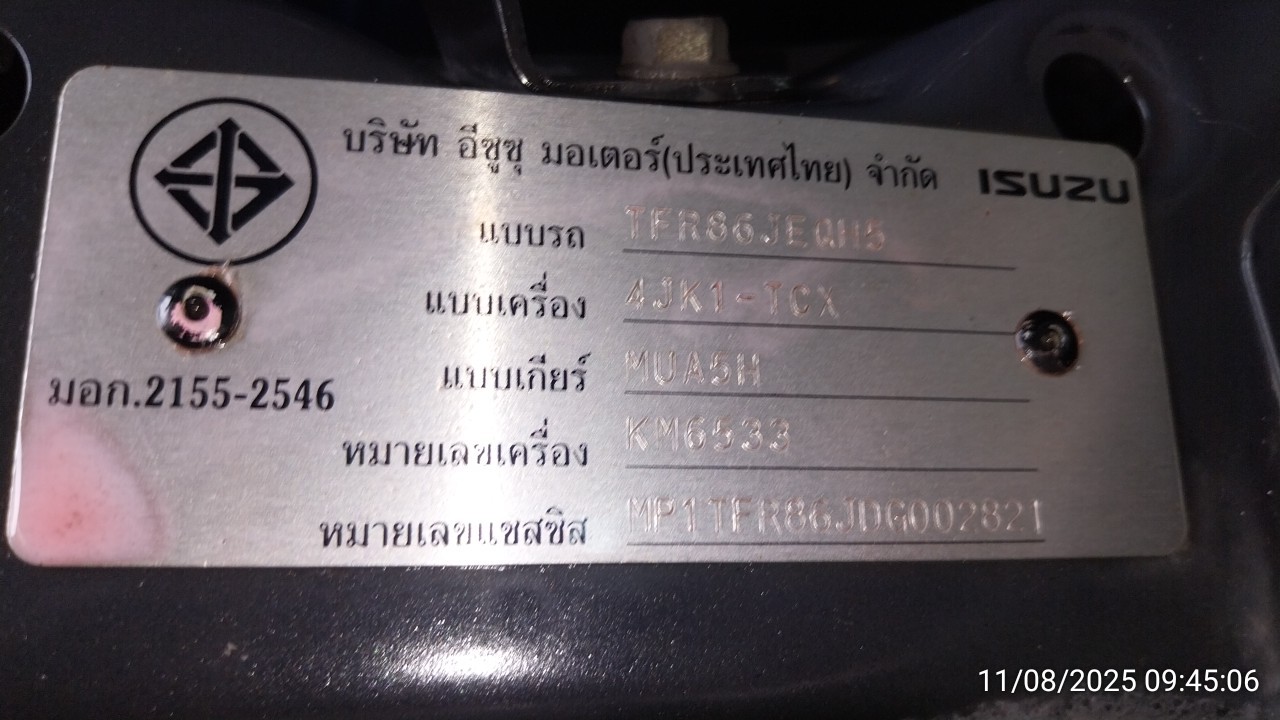 บริษัท อีซูซุ มอเตอร์(ประเทศไทย) จำกัด ISUZU
แบบรถ TFR86JEQH5
แบบเครื่อง 4JK1-TCX
แบบเกียร์ MUA5H
มอก.2155-2546
หมายเลขเครื่อง KM6533
หมายเลขแชสซิส MP1TFR86JDG002821
11/08/2025 09:45:06